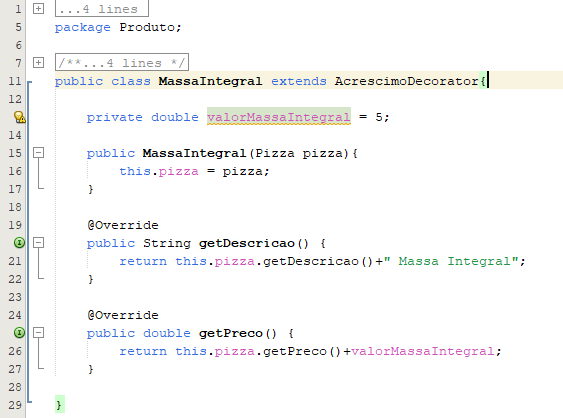 1 ...4 lines
5 package Produto;
6
7 /**...4 lines */
11 public class MassaIntegral extends AcrescimoDecorator{
12
private double valorMassaIntegral = 5;
14
15 public MassaIntegral(Pizza pizza){
16 this.pizza = pizza;
17 }
18
19 @Override
public String getDescricao() {
21 return this.pizza.getDescricao()+" Massa Integral";
22 }
23
24 @Override
public double getPreco() {
26 return this.pizza.getPreco()+valorMassaIntegral;
27 }
28
29 }